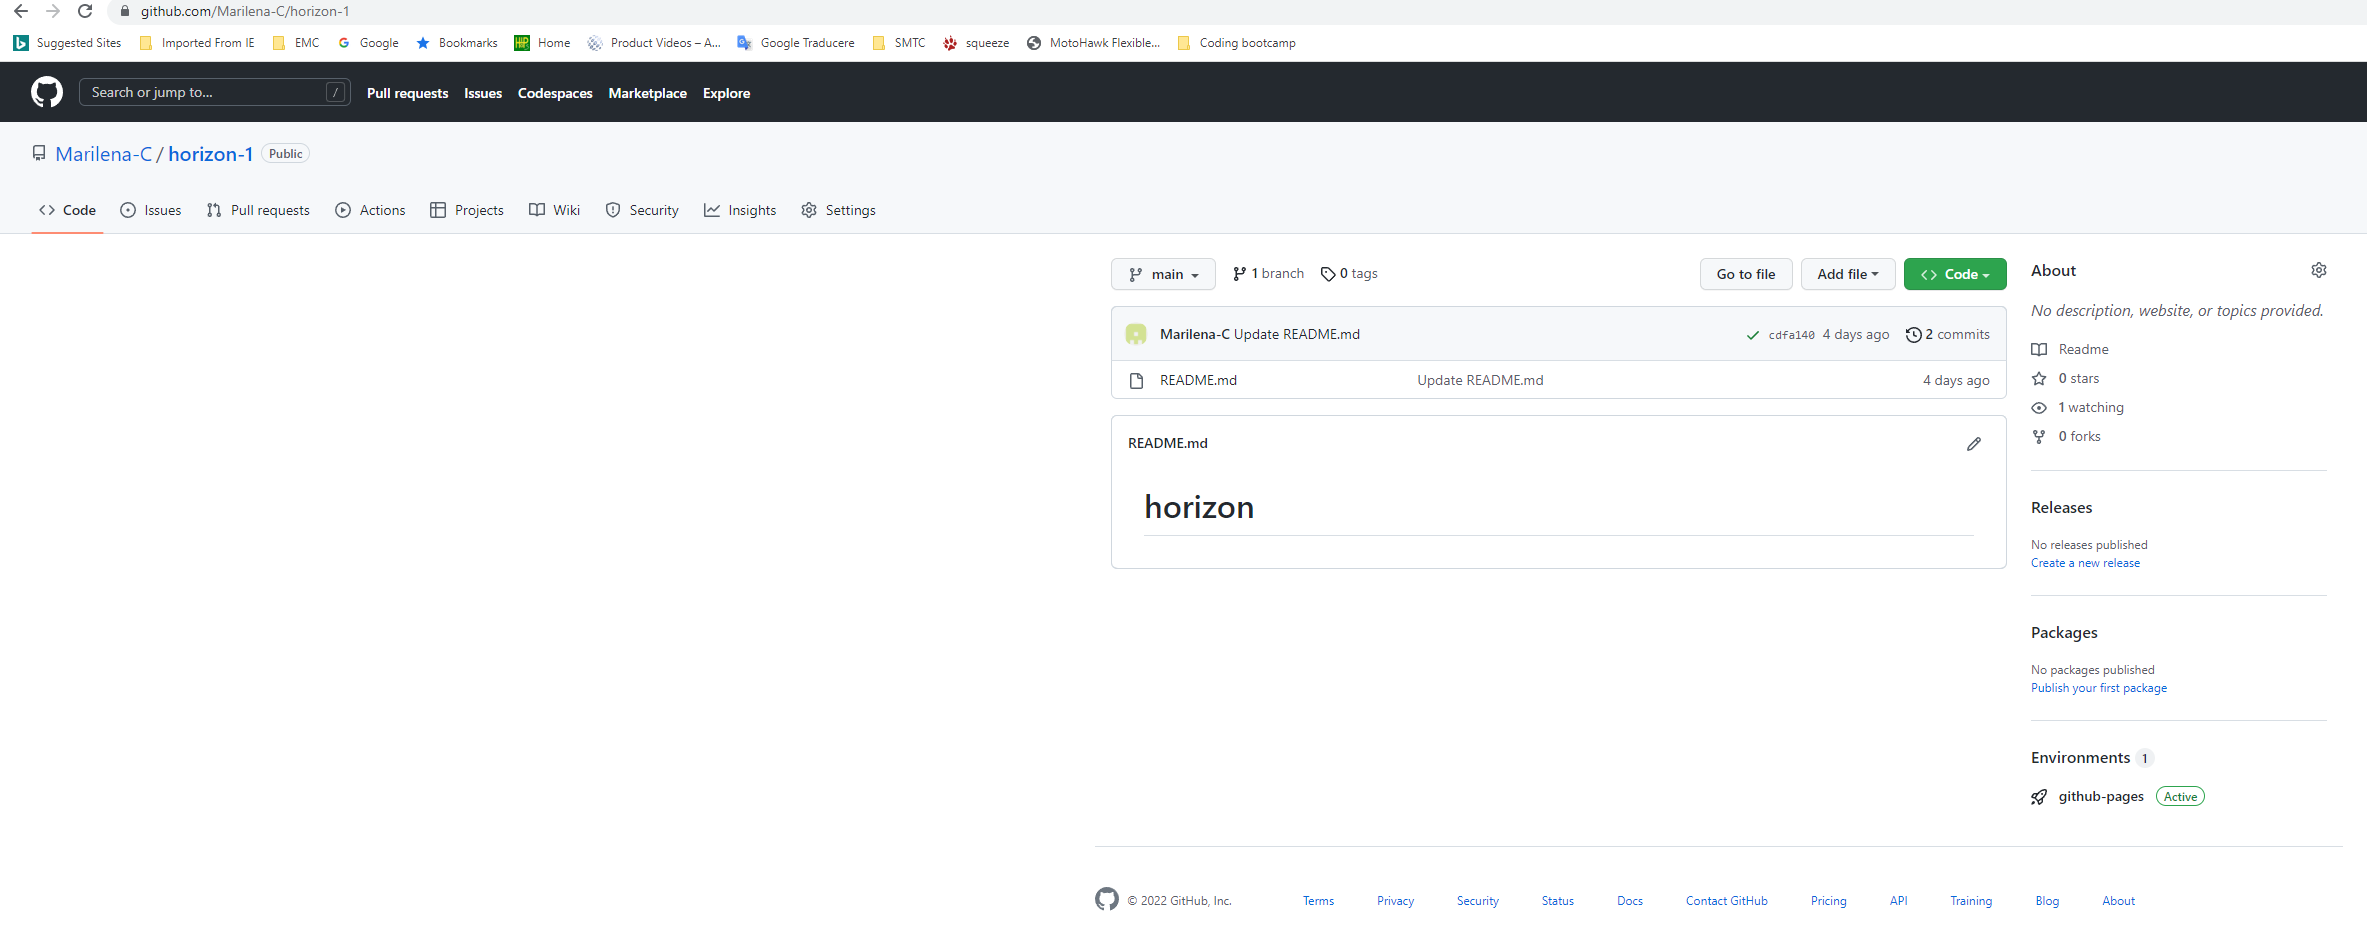 github.com/Marilena-C/horizon-1
Suggested Sites Imported From IE EMC Google Bookmarks Home Product Videos – A... Google Traducere SMTC squeeze MotoHawk Flexible... Coding bootcamp
Search or jump to... / Pull requests Issues Codespaces Marketplace Explore
Marilena-C / horizon-1 Public
Code Issues Pull requests Actions Projects Wiki Security Insights Settings
main 1 branch 0 tags Go to file Add file Code
Marilena-C Update README.md cdfa140 4 days ago 2 commits
README.md Update README.md 4 days ago
README.md
horizon
About
No description, website, or topics provided.
Readme
0 stars
1 watching
0 forks
Releases
No releases published
Create a new release
Packages
No packages published
Publish your first package
Environments 1
github-pages Active
© 2022 GitHub, Inc. Terms Privacy Security Status Docs Contact GitHub Pricing API Training Blog About